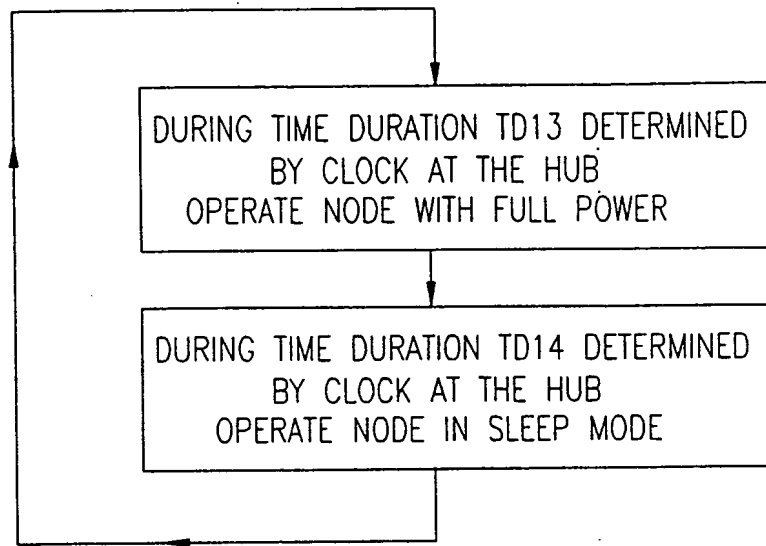 DURING TIME DURATION TD13 DETERMINED
BY CLOCK AT THE HUB
OPERATE NODE WITH FULL POWER
DURING TIME DURATION TD14 DETERMINED
BY CLOCK AT THE HUB
OPERATE NODE IN SLEEP MODE